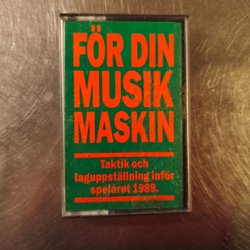 FÖR DIN
MUSIK
MASKIN
Taktik och
laguppställning inför
spelåret 1989.